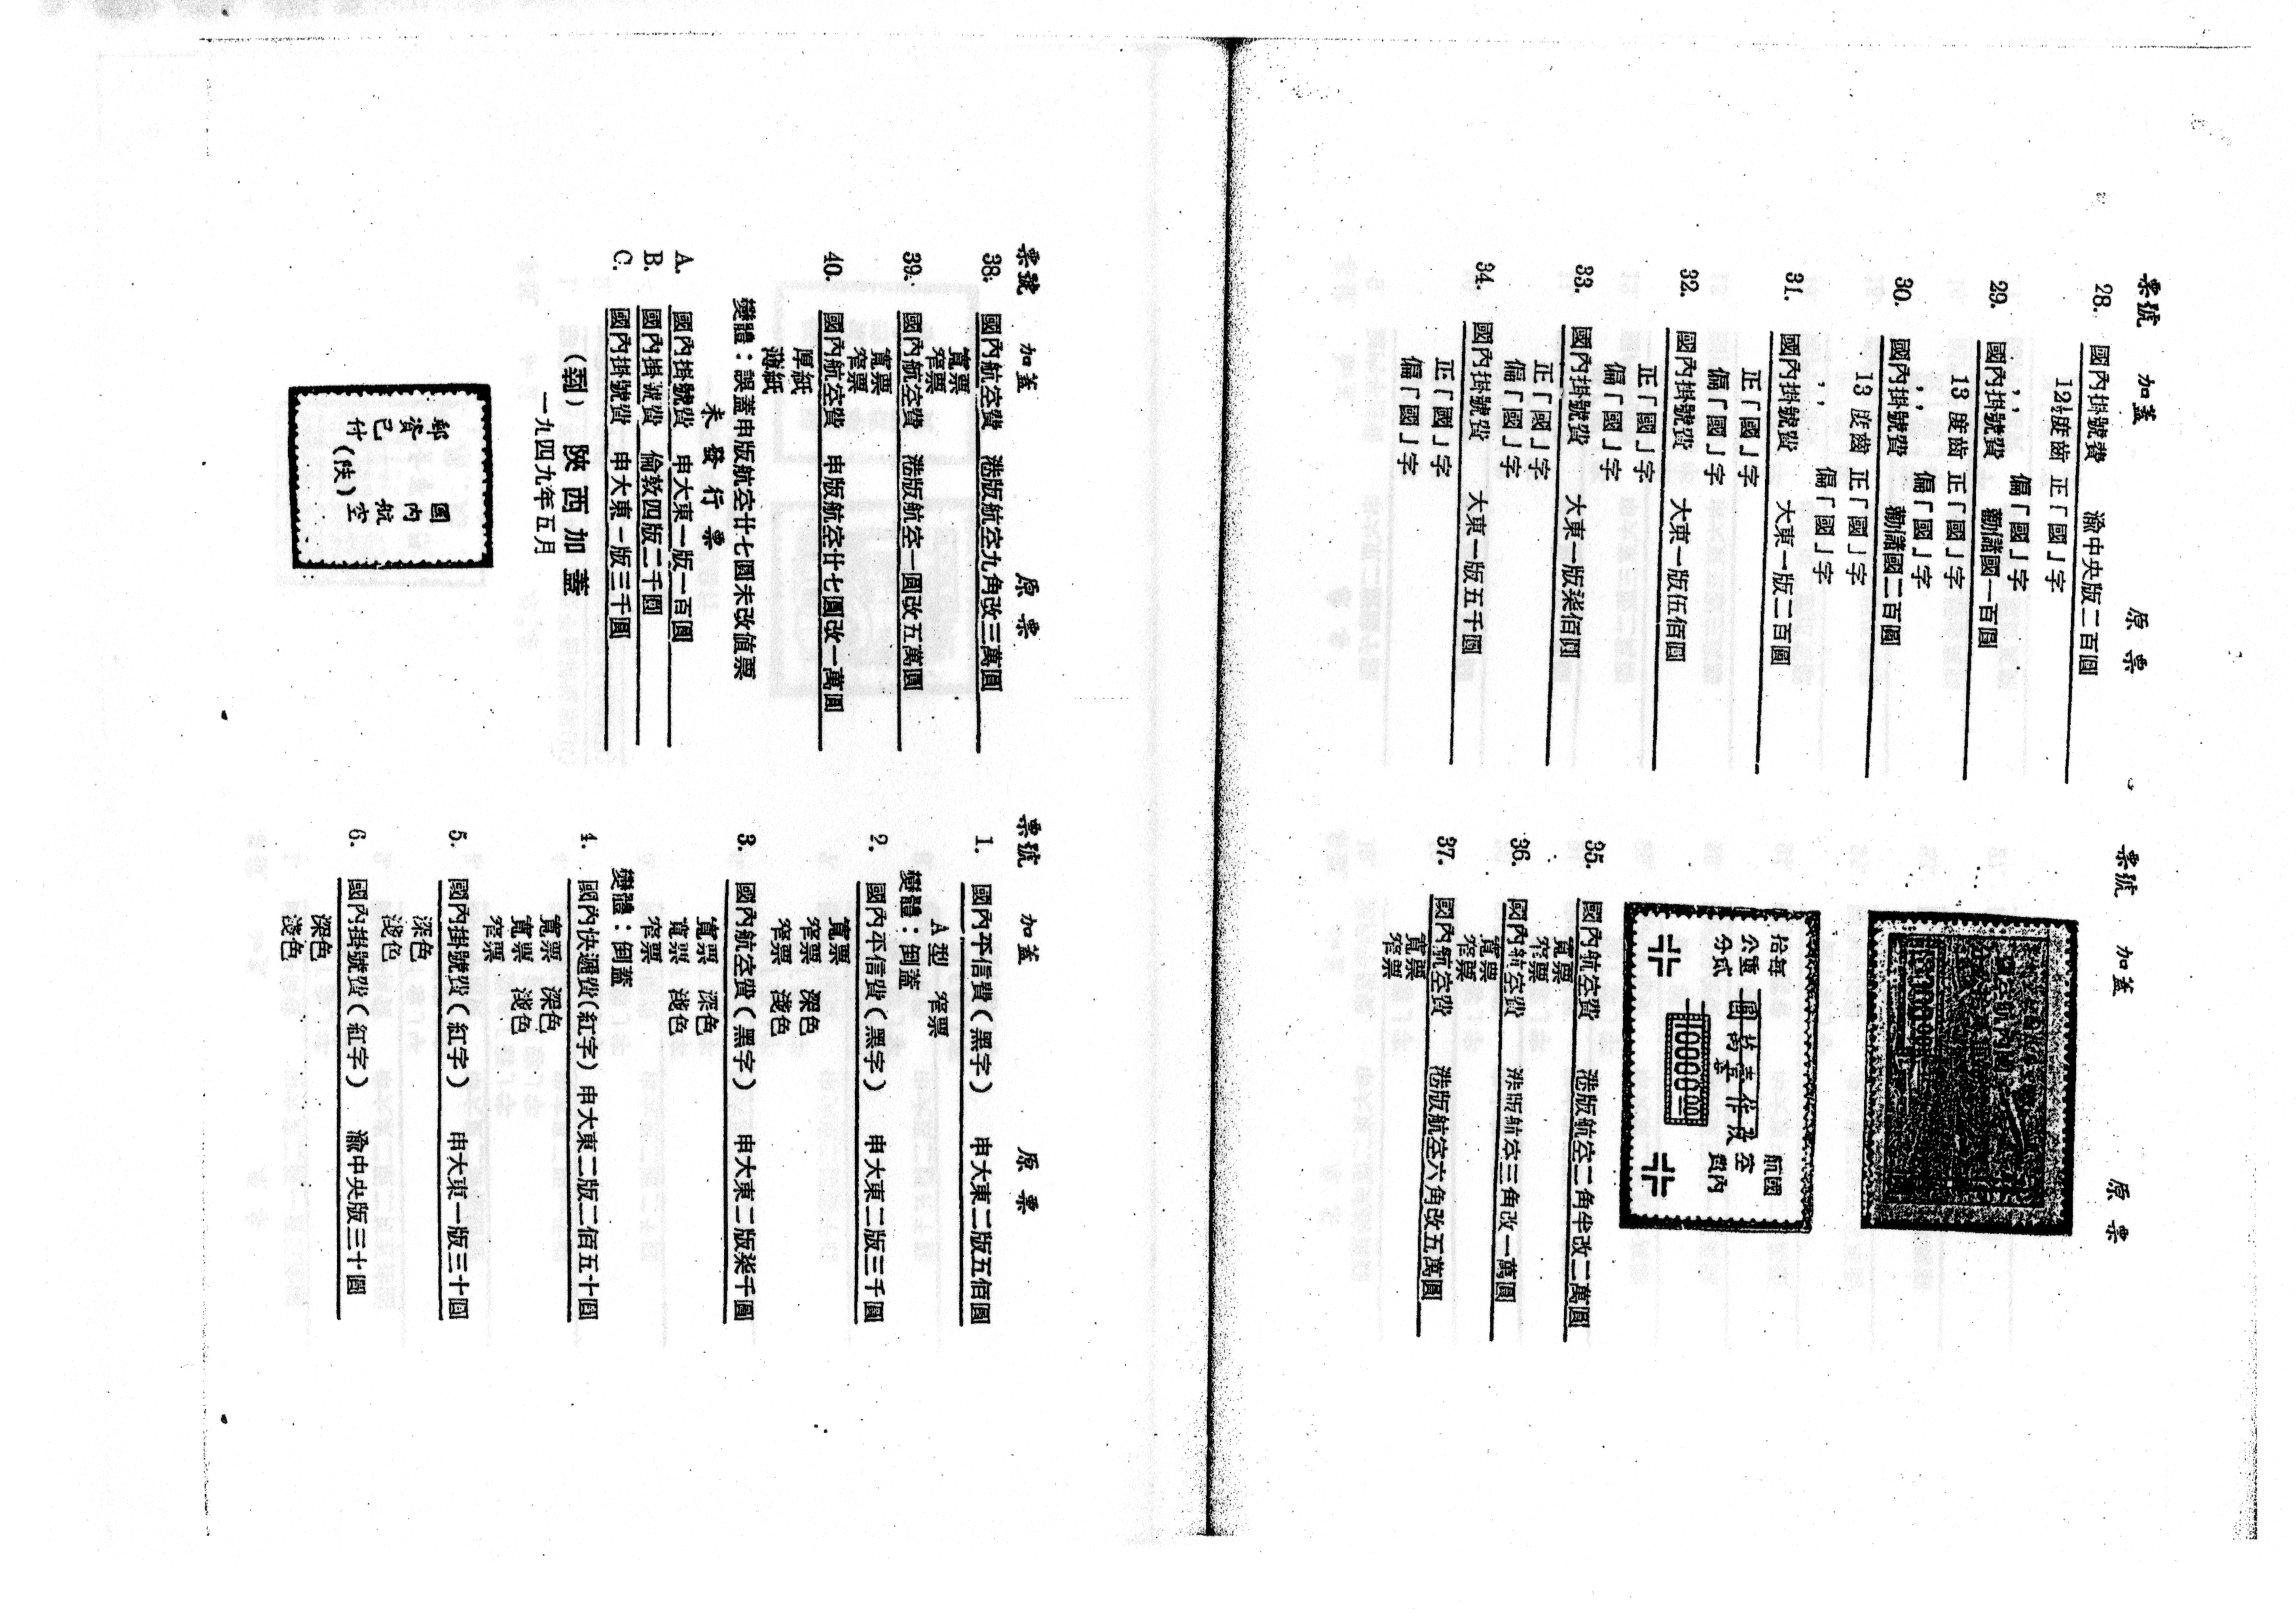 票號 加蓋 原票
28. 國內掛號費 渝中央版二百圓
12½度齒 正「國」字
,, 偏「國」字
29. 國內掛號費 勸儲國一百圓
13 度齒 正「國」字
,, 偏「國」字
30. 國內掛號費 勸儲國二百圓
13 度齒 正「國」字
,, 偏「國」字
31. 國內掛號費 大東一版二百圓
正「國」字
偏「國」字
32. 國內掛號費 大東一版伍佰圓
正「國」字
偏「國」字
33. 國內掛號費 大東一版柒佰圓
正「國」字
偏「國」字
34. 國內掛號費 大東一版五千圓
正「國」字
偏「國」字
票號 加蓋 原票
拾每 航國
公重 圓萬壹作改 空內
分貳 費
35. 國內航空費 港版航空二角半改二萬圓
寬票
窄票
36. 國內航空費 港版航空三角改一萬圓
寬票
窄票
37. 國內航空費 港版航空六角改五萬圓
寬票
窄票
票號 加蓋 原票
38. 國內航空費 港版航空九角改三萬圓
寬票
窄票
39. 國內航空費 港版航空一圓改五萬圓
寬票
窄票
40. 國內航空費 申版航空廿七圓改一萬圓
厚紙
薄紙
變體：誤蓋申版航空廿七圓未改值票
未發行票
A. 國內掛號費 申大東一版一百圓
B. 國內掛號費 倫敦四版二千圓
C. 國內掛號費 申大東一版三千圓
陝西加蓋
一九四九年五月
郵 國
資 內
已 航
付 空
(陝)
票號 加蓋 原票
1. 國內平信費(黑字) 申大東二版五佰圓
A型 窄票
變體：倒蓋
2. 國內平信費(黑字) 申大東二版三千圓
寬票
窄票 深色
窄票 淺色
3. 國內航空費(黑字) 申大東二版柒千圓
寬票 深色
寬票 淺色
窄票
變體：倒蓋
4. 國內快遞費(紅字) 申大東二版二佰五十圓
寬票 深色
寬票 淺色
窄票
5. 國內掛號費(紅字) 申大東一版三十圓
深色
淺色
6. 國內掛號費(紅字) 渝中央版三十圓
深色
淺色